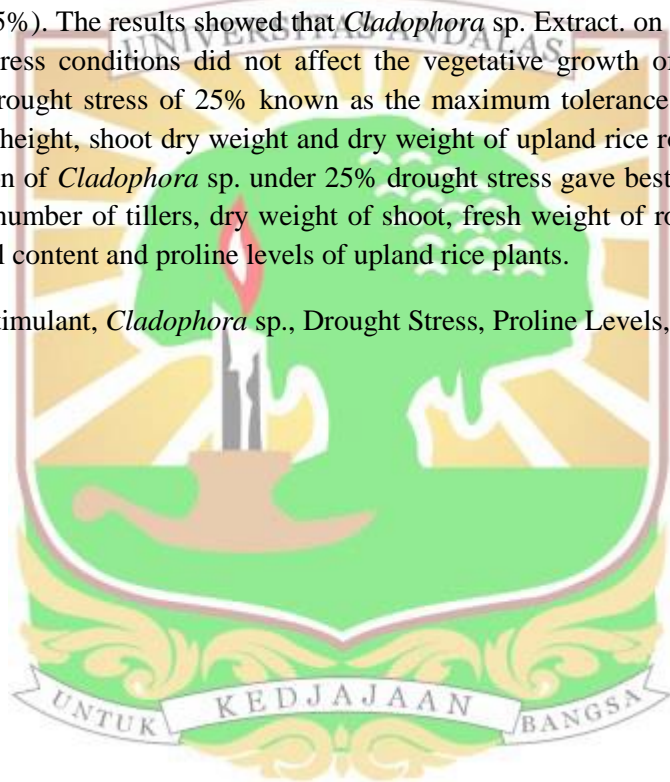 5%). The results showed that Cladophora sp. Extract. on
UNIVERSITAS ANDALAS
ress conditions did not affect the vegetative growth of
rought stress of 25% known as the maximum tolerance
height, shoot dry weight and dry weight of upland rice
n of Cladophora sp. under 25% drought stress gave best
number of tillers, dry weight of shoot, fresh weight of
l content and proline levels of upland rice plants.
timulant, Cladophora sp., Drought Stress, Proline Levels,
UNTUK KEDJAJAAN BANGSA